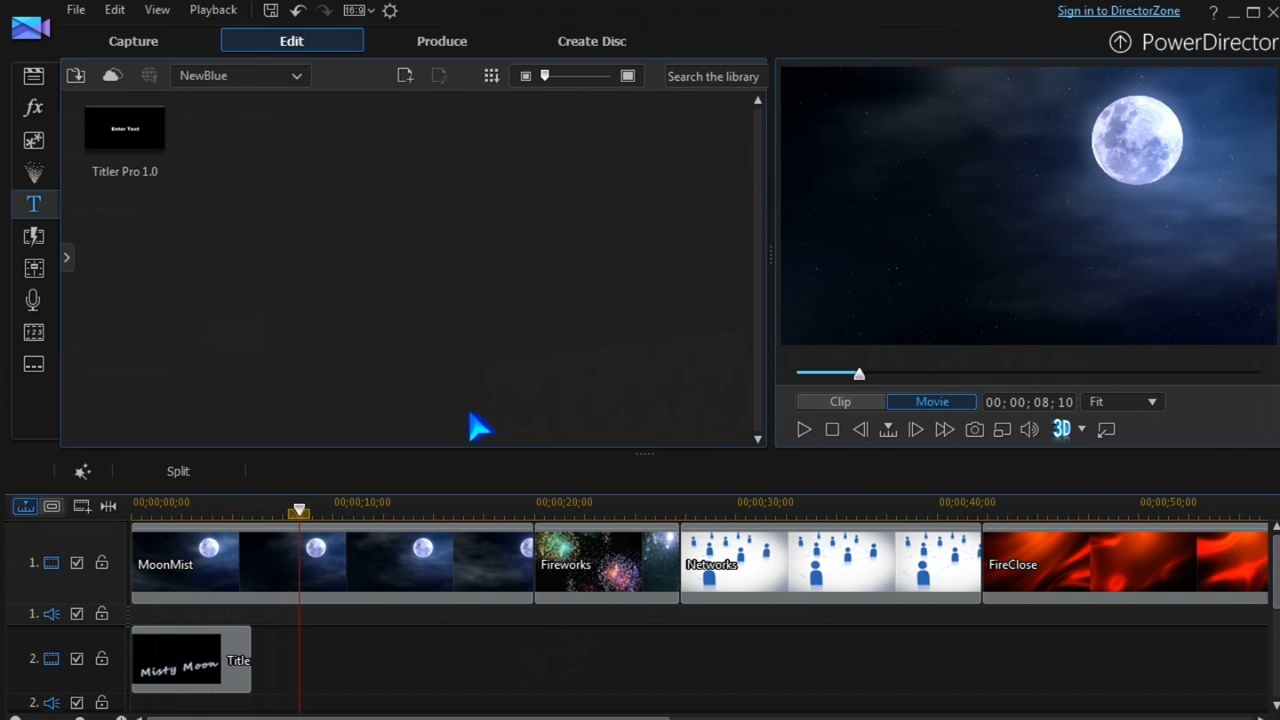 File Edit View Playback 16:9 Sign in to DirectorZone ?
Capture Edit Produce Create Disc PowerDirector
NewBlue Search the library
fx
Enter Text
Titler Pro 1.0
T
Clip Movie 00; 00; 08; 10 Fit
3D
Split
00;00;00;00 00;00;10;00 00;00;20;00 00;00;30;00 00;00;40;00 00;00;50;00
1. MoonMist Fireworks Networks FireClose
1.
2. Misty Moon Title
2.